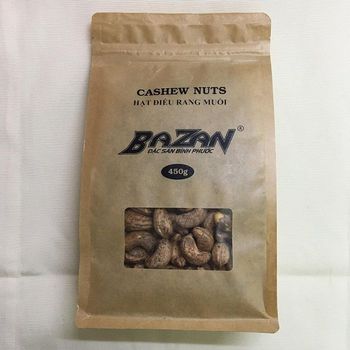 CASHEW NUTS
HẠT ĐIỀU RANG MUỐI
BAZAN®
ĐẶC SẢN BÌNH PHƯỚC
450g